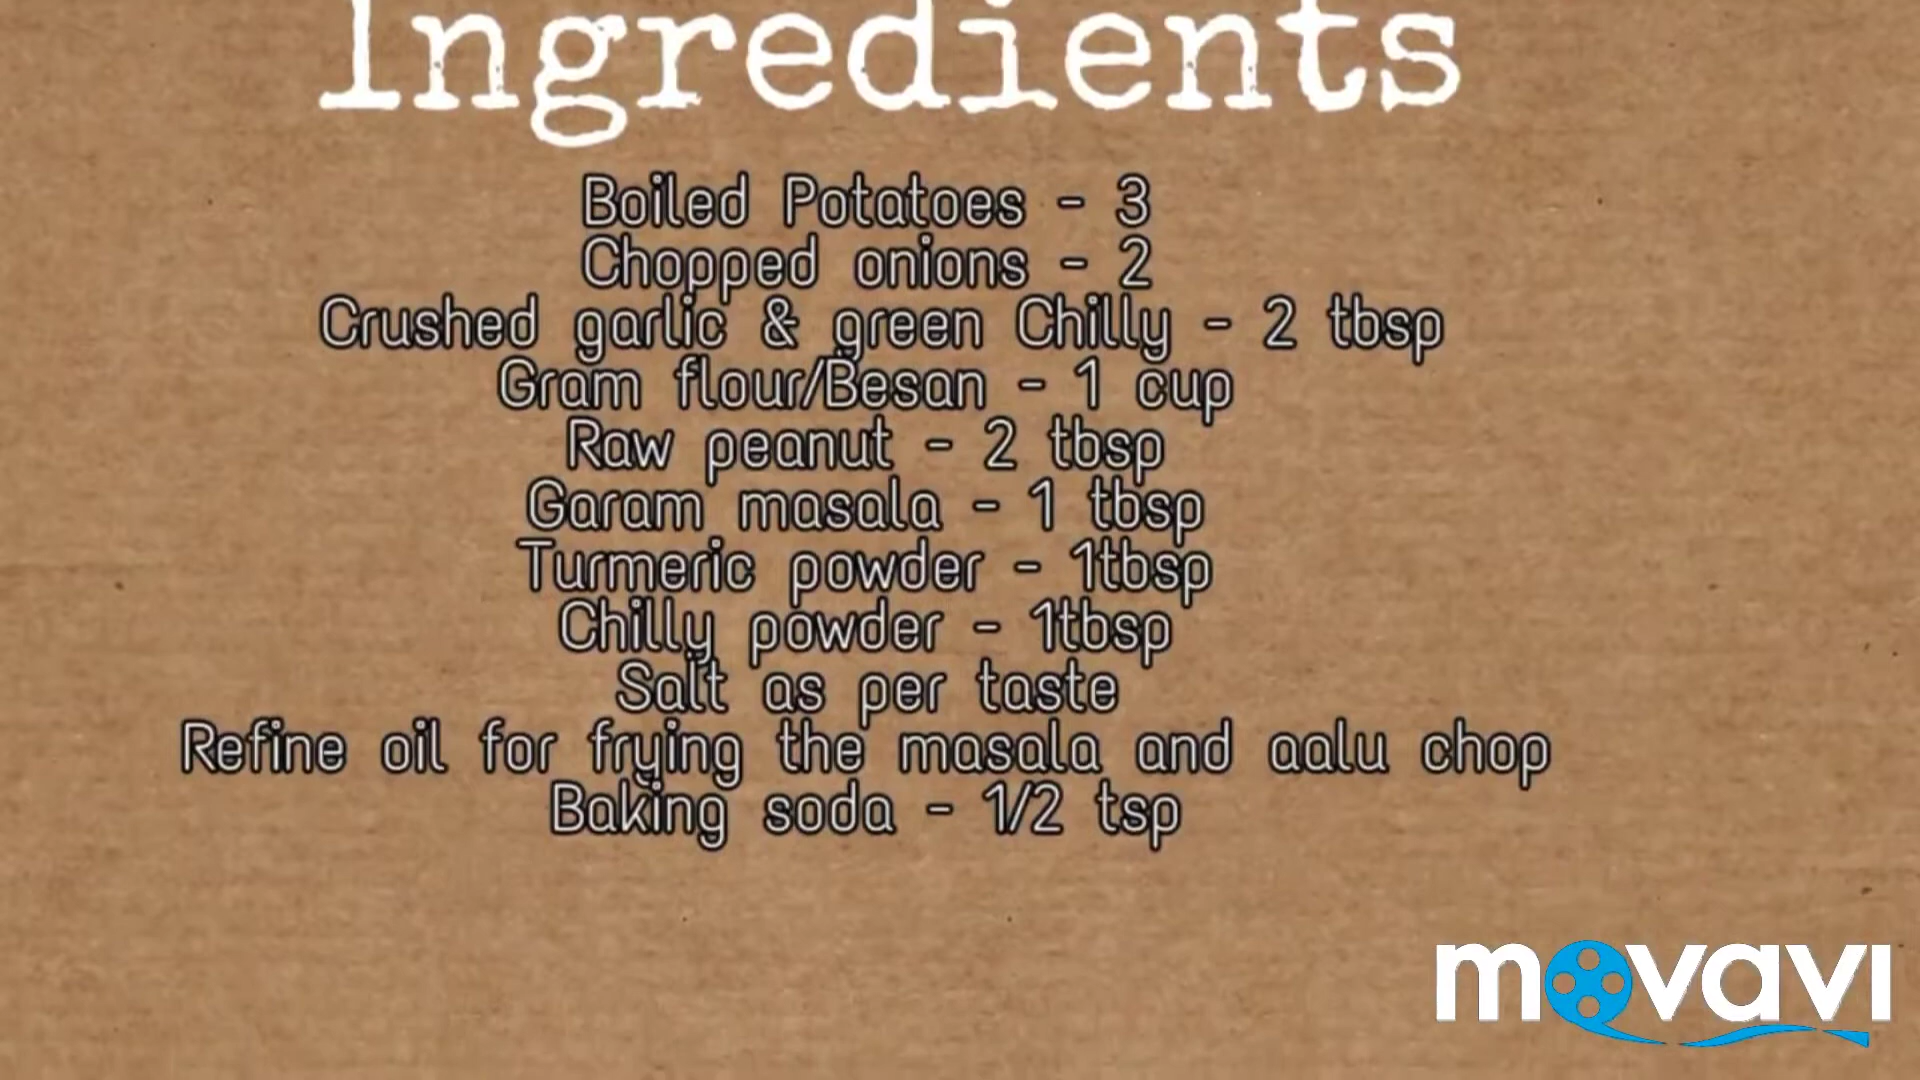 Ingredients
Boiled Potatoes - 3
Chopped onions - 2
Crushed garlic & green Chilly - 2 tbsp
Gram flour/Besan - 1 cup
Raw peanut - 2 tbsp
Garam masala - 1 tbsp
Turmeric powder - 1tbsp
Chilly powder - 1tbsp
Salt as per taste
Refine oil for frying the masala and aalu chop
Baking soda - 1/2 tsp
movavi